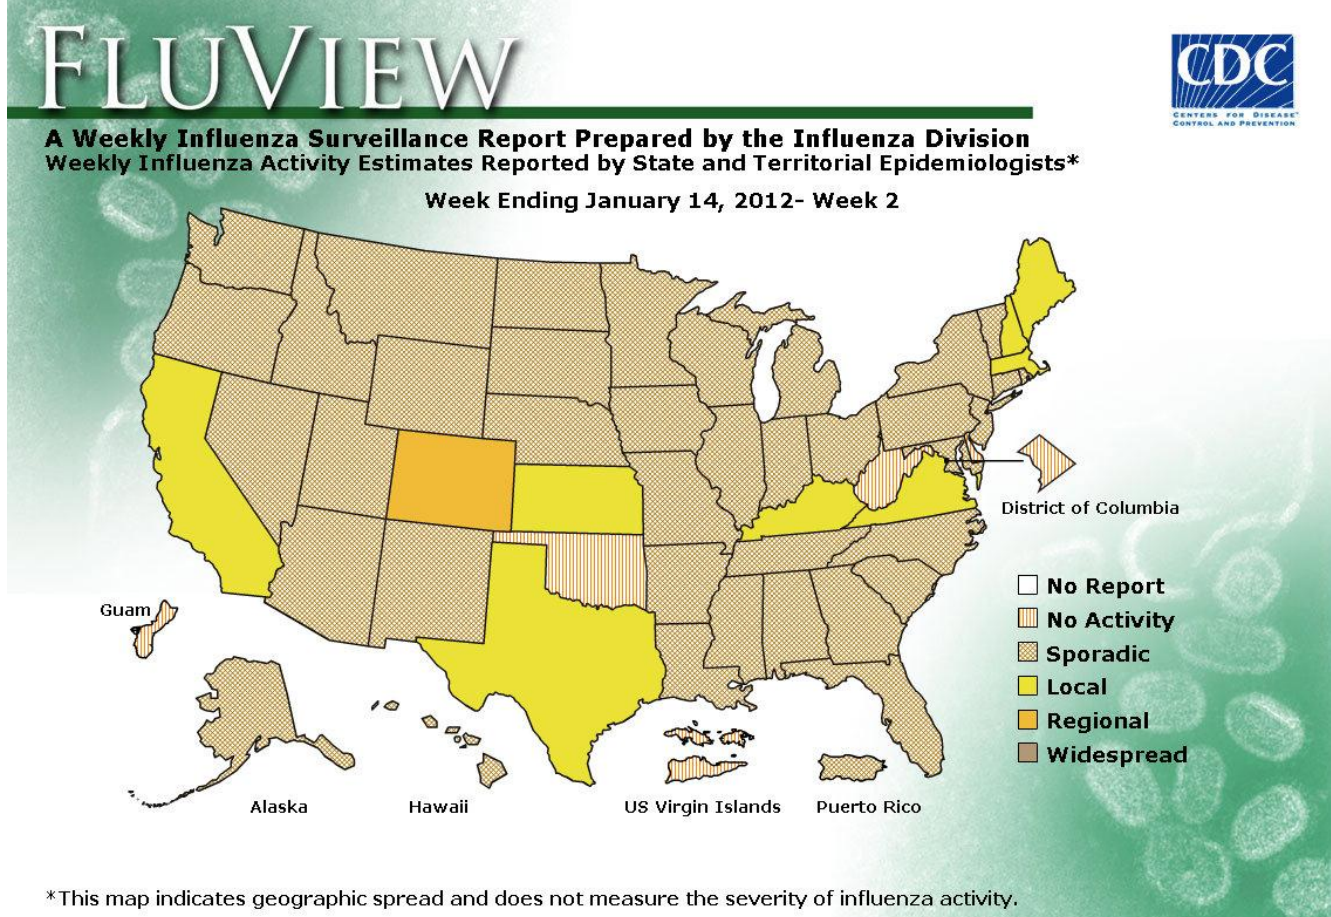 FLUVIEW
CDC
CENTERS FOR DISEASE
CONTROL AND PREVENTION
A Weekly Influenza Surveillance Report Prepared by the Influenza Division
Weekly Influenza Activity Estimates Reported by State and Territorial Epidemiologists*
Week Ending January 14, 2012- Week 2
District of Columbia
No Report
No Activity
Sporadic
Local
Regional
Widespread
Guam
Alaska
Hawaii
US Virgin Islands
Puerto Rico
*This map indicates geographic spread and does not measure the severity of influenza activity.